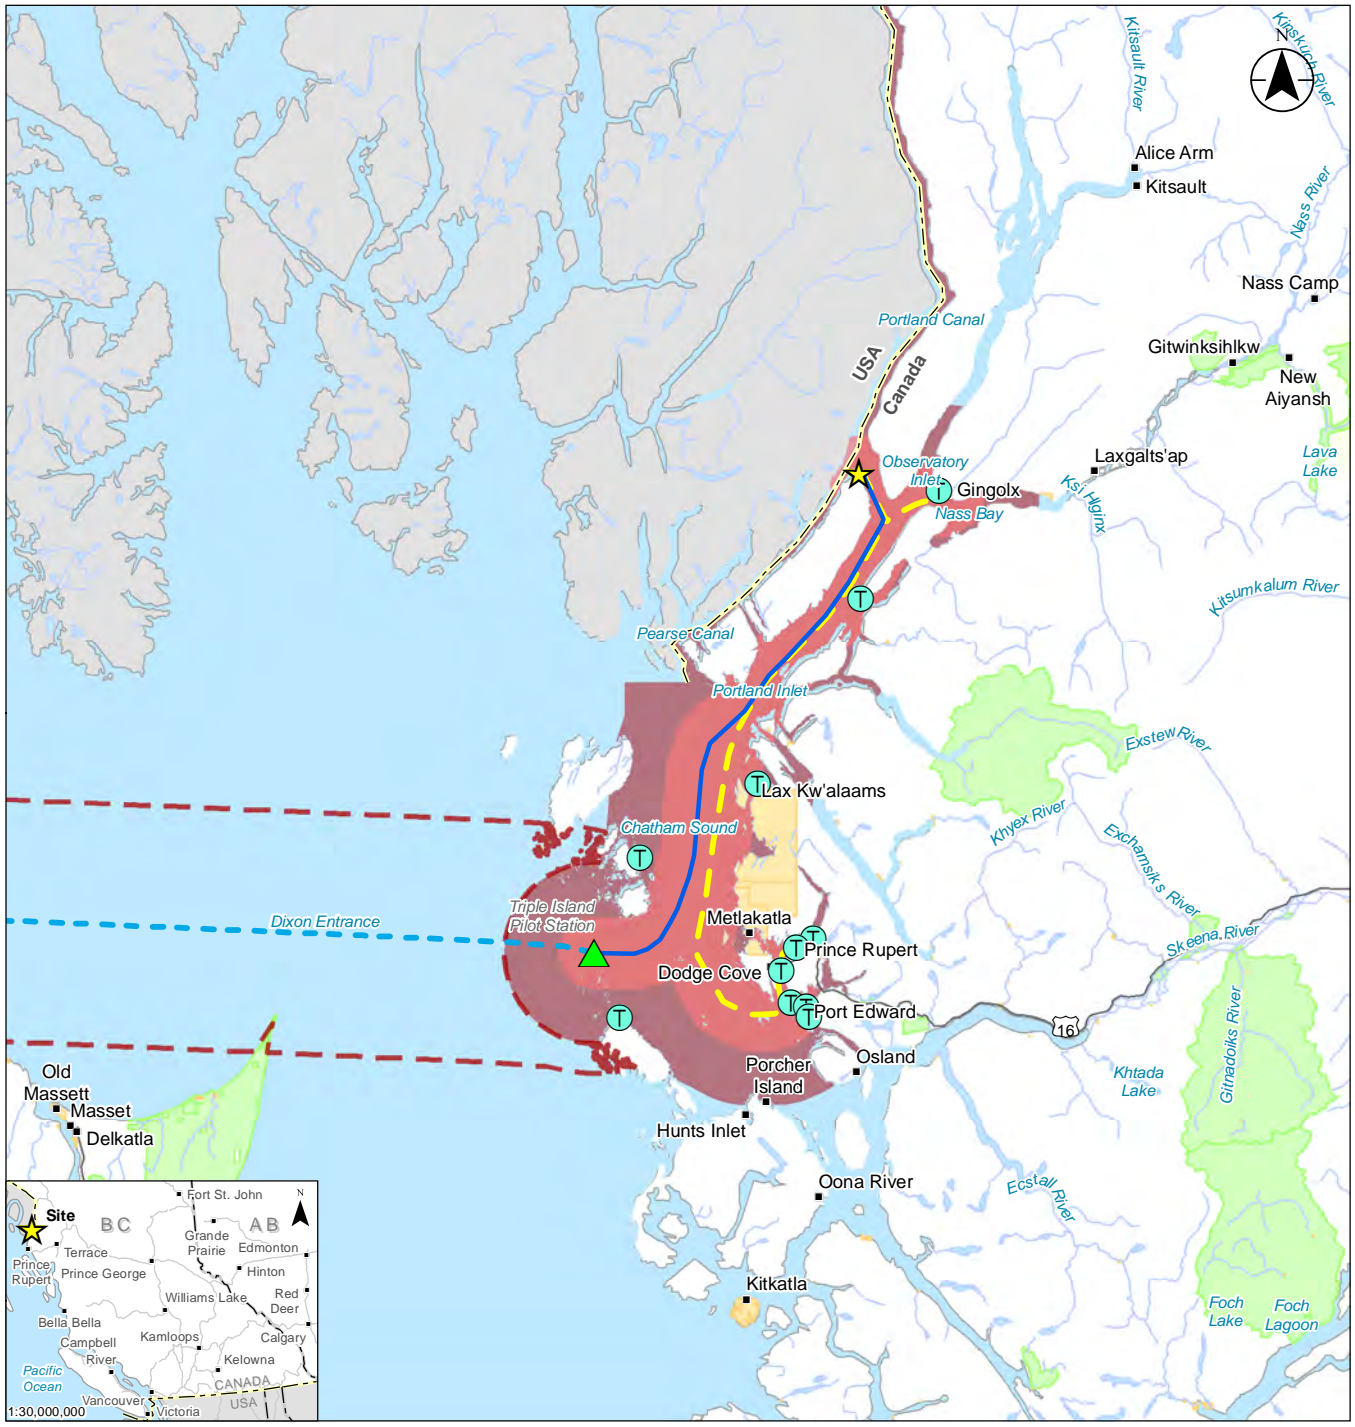 Kitsault River
Kinskuch River
N
Alice Arm
Kitsault
Nass River
Nass Camp
Portland Canal
USA
Canada
Gitwinksihlkw
New
Aiyansh
Laxgalts'ap
Lava
Lake
Observatory
Inlet
T
Gingolx
Nass Bay
Ksi Hlginx
Kitsumkalum River
T
Pearse Canal
Portland Inlet
Exstew River
T
Lax Kw'alaams
Khyex River
Exchamsiks River
Chatham Sound
T
Triple Island
Pilot Station
Dixon Entrance
Metlakatla
T
T
Prince Rupert
Skeena River
Dodge Cove
T
T
T
T
Port Edward
T
16
Gitnadoiks River
Osland
Porcher
Island
Khtada
Lake
Hunts Inlet
Old
Massett
Masset
Delkatla
Oona River
Ecstall River
Kitkatla
Foch
Lake
Foch
Lagoon
Site
Fort St. John
N
BC
AB
Grande
Prairie
Edmonton
Terrace
Prince
Rupert
Prince George
Hinton
Williams Lake
Red
Deer
Bella Bella
Campbell
River
Kamloops
Calgary
Kelowna
Pacific
Ocean
CANADA
USA
Vancouver
Victoria
1:30,000,000